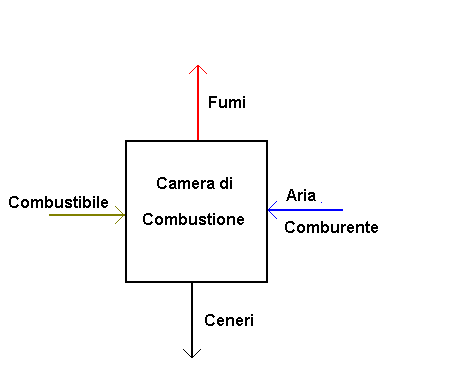 Fumi
Camera di
Combustione
Combustibile
Aria
Comburente
Ceneri